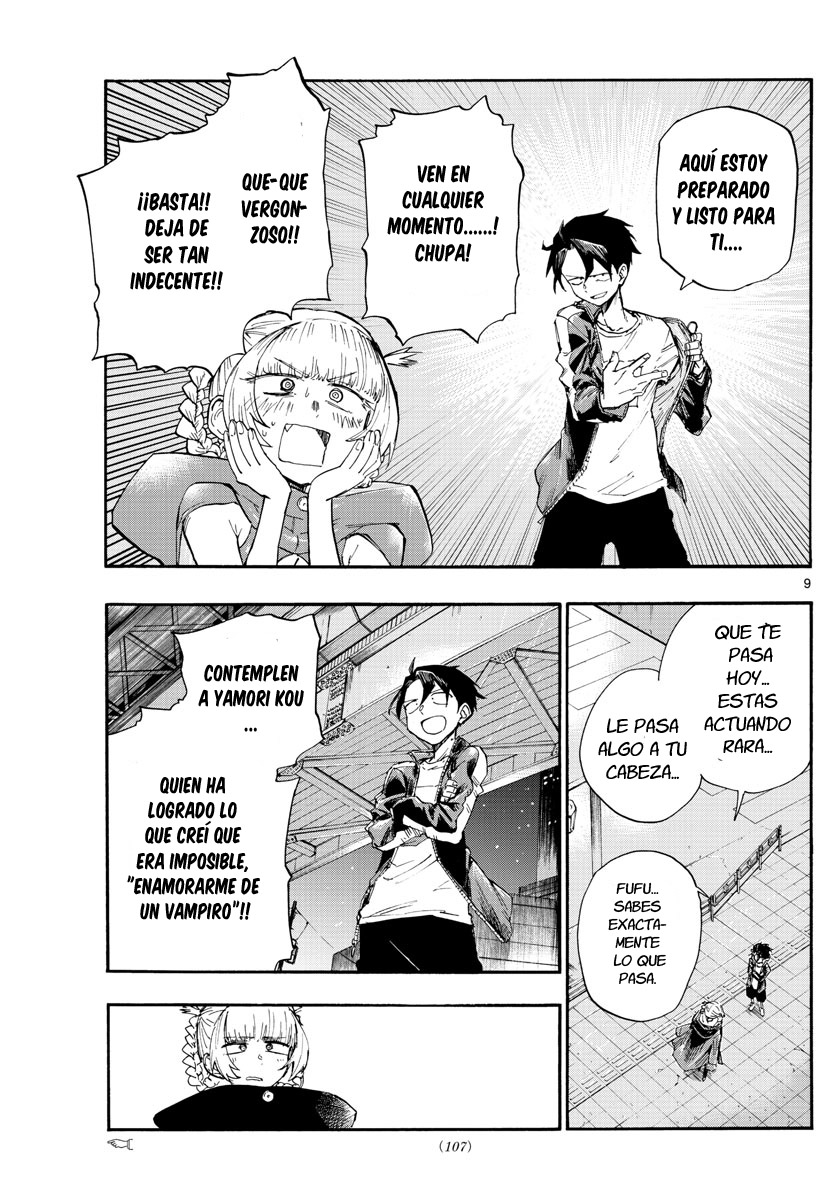 AQUÍ ESTOY
PREPARADO
Y LISTO PARA
TI....
VEN EN
CUALQUIER
MOMENTO......!
CHUPA!
QUE-QUE
VERGON-
ZOSO!!
¡¡BASTA!!
DEJA DE
SER TAN
INDECENTE!!
9
QUE TE
PASA
HOY...
ESTAS
ACTUANDO
RARA...
LE PASA
ALGO A TU
CABEZA...
FUFU...
SABES
EXACTA-
MENTE
LO QUE
PASA.
CONTEMPLEN
A YAMORI KOU
...
QUIEN HA
LOGRADO LO
QUE CREÍ QUE
ERA IMPOSIBLE,
"ENAMORARME DE
UN VAMPIRO"!!
(107)